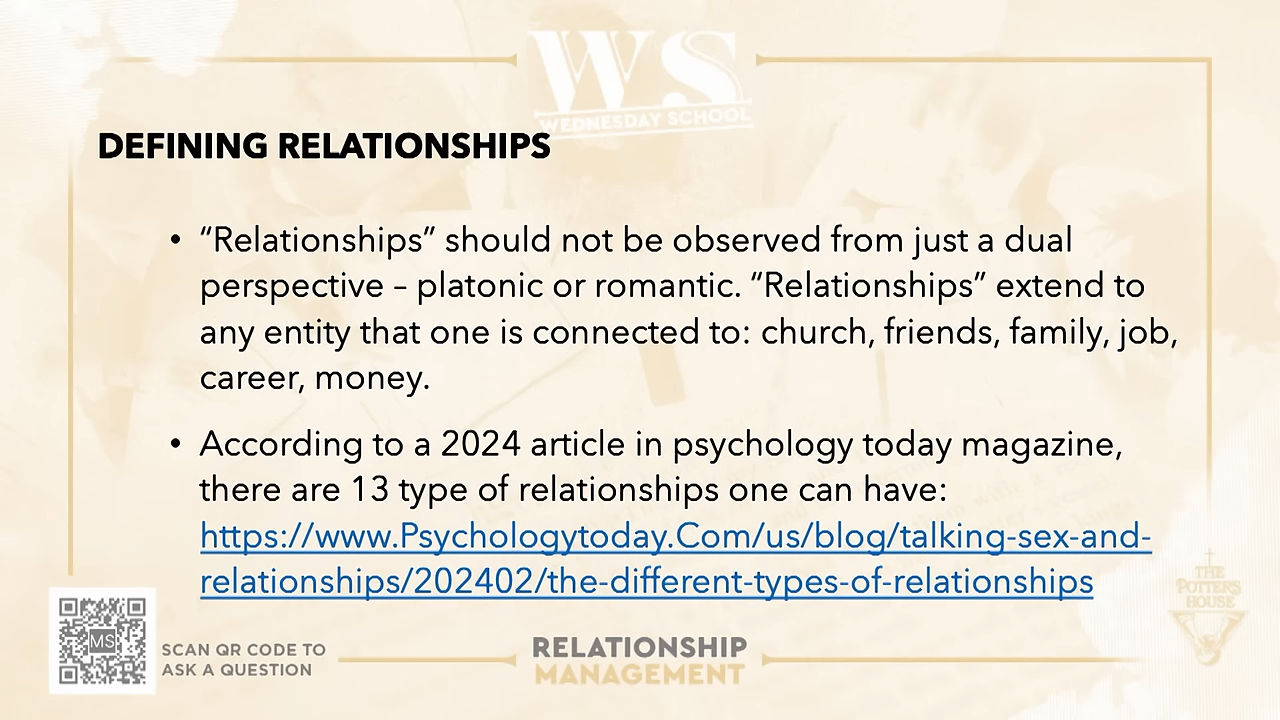 WS
WEDNESDAY SCHOOL
DEFINING RELATIONSHIPS
• “Relationships” should not be observed from just a dual
perspective – platonic or romantic. “Relationships” extend to
any entity that one is connected to: church, friends, family, job,
career, money.
• According to a 2024 article in psychology today magazine,
there are 13 type of relationships one can have:
https://www.Psychologytoday.Com/us/blog/talking-sex-and-
relationships/202402/the-different-types-of-relationships
MS
SCAN QR CODE TO
ASK A QUESTION
RELATIONSHIP
MANAGEMENT
THE
POTTERS
HOUSE